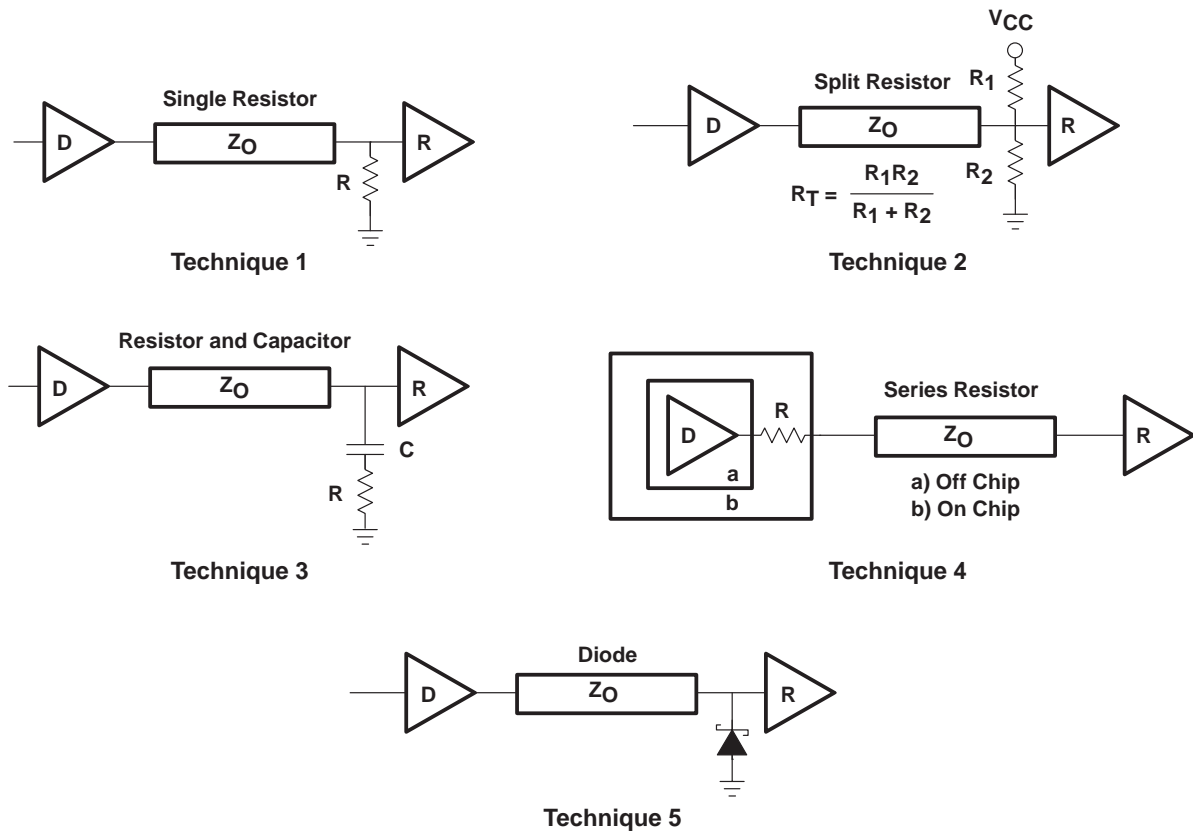 Single Resistor
D
ZO
R
R
Technique 1
VCC
R1
Split Resistor
D
ZO
R
R2
RT = R1R2
R1 + R2
Technique 2
Resistor and Capacitor
D
ZO
R
C
R
Technique 3
R
D
a
b
Series Resistor
ZO
R
a) Off Chip
b) On Chip
Technique 4
Diode
D
ZO
R
Technique 5